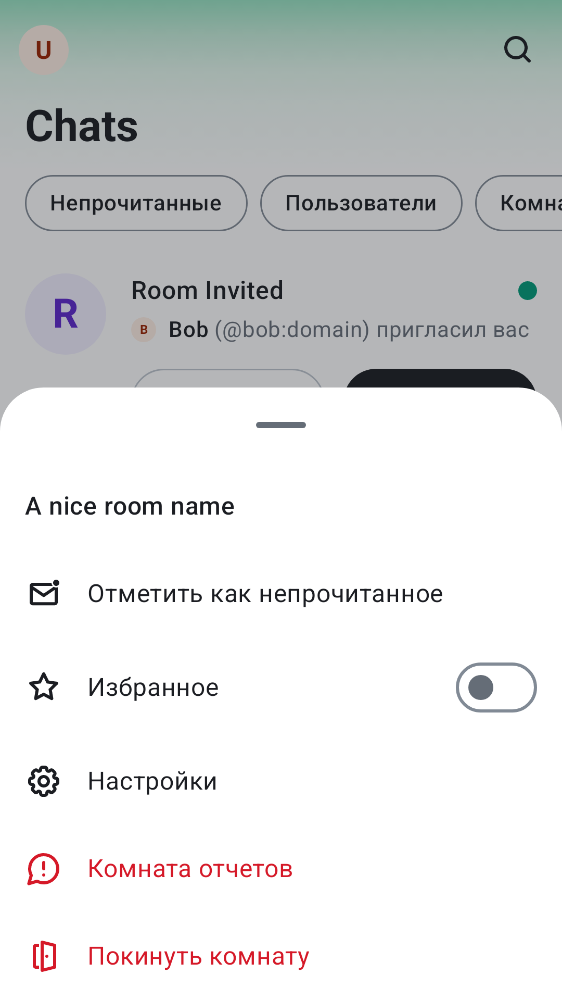 U
Chats
Непрочитанные
Пользователи
Комна
R
Room Invited
B Bob (@bob:domain) пригласил вас
A nice room name
Отметить как непрочитанное
Избранное
Настройки
Комната отчетов
Покинуть комнату